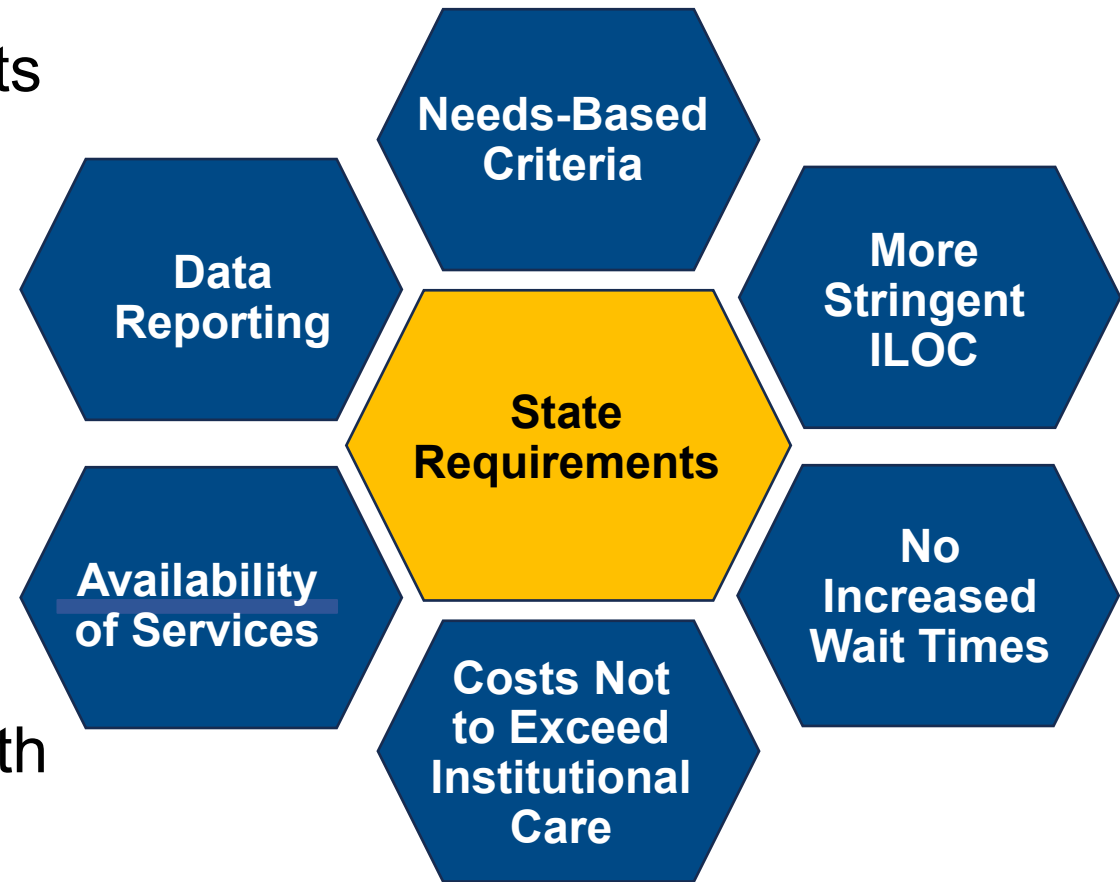 ts
Needs-Based
Criteria
Data
Reporting
More
Stringent
ILOC
State
Requirements
Availability
of Services
No
Increased
Wait Times
th
Costs Not
to Exceed
Institutional
Care